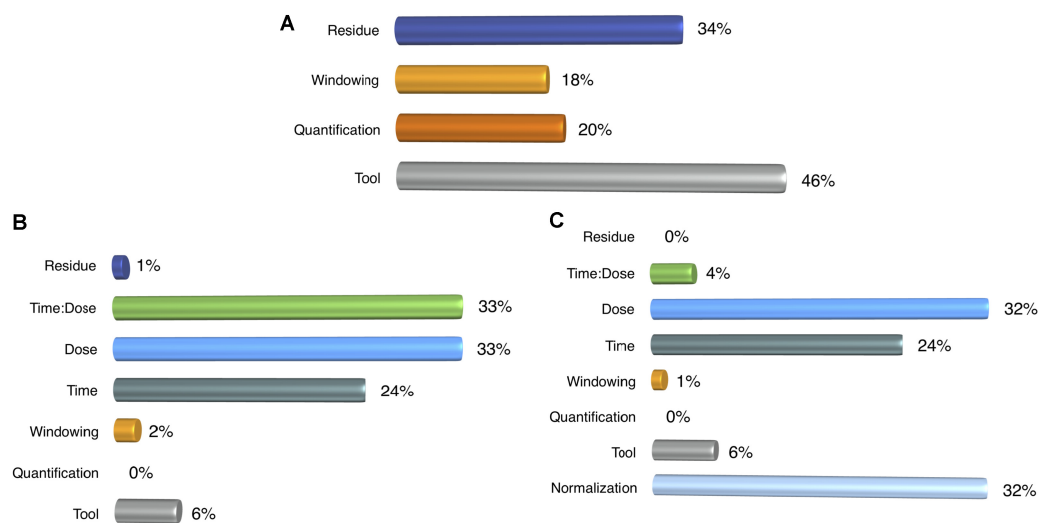 A
Residue 34%
Windowing 18%
Quantification 20%
Tool 46%
B
Residue 1%
Time:Dose 33%
Dose 33%
Time 24%
Windowing 2%
Quantification 0%
Tool 6%
C
Residue 0%
Time:Dose 4%
Dose 32%
Time 24%
Windowing 1%
Quantification 0%
Tool 6%
Normalization 32%